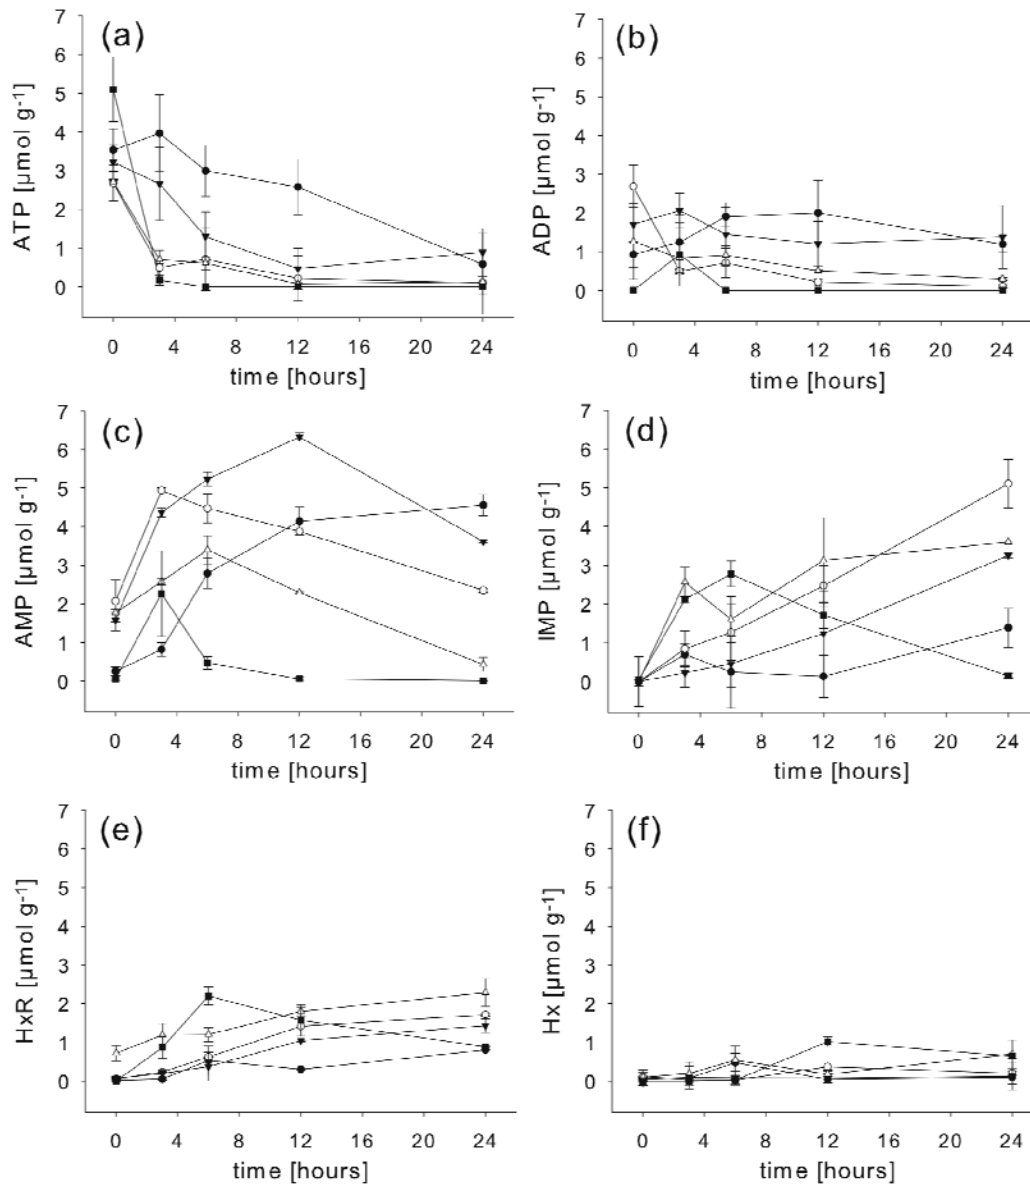 (a)
ATP [µmol g-1]
7
6
5
4
3
2
1
0
0 4 8 12 16 20 24
time [hours]
(b)
ADP [µmol g-1]
7
6
5
4
3
2
1
0
0 4 8 12 16 20 24
time [hours]
(c)
AMP [µmol g-1]
7
6
5
4
3
2
1
0
0 4 8 12 16 20 24
time [hours]
(d)
IMP [µmol g-1]
7
6
5
4
3
2
1
0
0 4 8 12 16 20 24
time [hours]
(e)
HxR [µmol g-1]
7
6
5
4
3
2
1
0
0 4 8 12 16 20 24
time [hours]
(f)
Hx [µmol g-1]
7
6
5
4
3
2
1
0
0 4 8 12 16 20 24
time [hours]